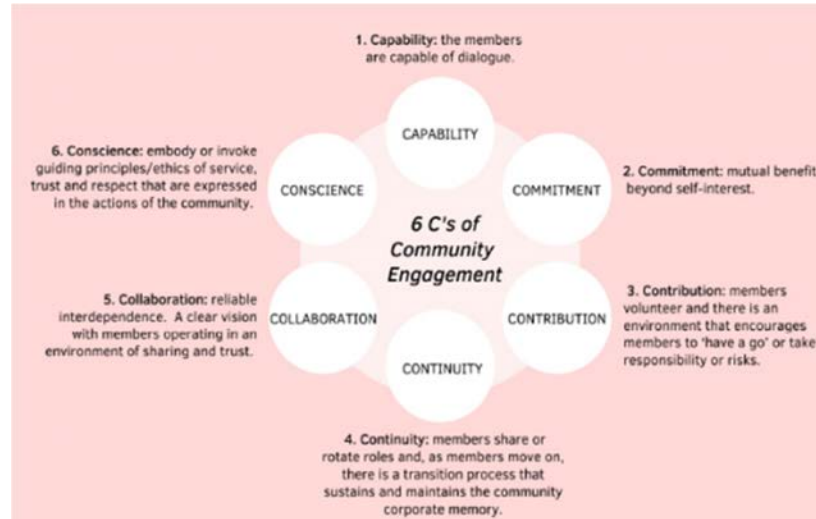 1. Capability: the members
are capable of dialogue.
CAPABILITY
6. Conscience: embody or invoke
guiding principles/ethics of service,
trust and respect that are expressed
in the actions of the community.
CONSCIENCE
COMMITMENT
2. Commitment: mutual benefit
beyond self-interest.
6 C's of
Community
Engagement
5. Collaboration: reliable
interdependence. A clear vision
with members operating in an
environment of sharing and trust.
COLLABORATION
CONTRIBUTION
3. Contribution: members
volunteer and there is an
environment that encourages
members to 'have a go' or take
responsibility or risks.
CONTINUITY
4. Continuity: members share or
rotate roles and, as members move on,
there is a transition process that
sustains and maintains the community
corporate memory.